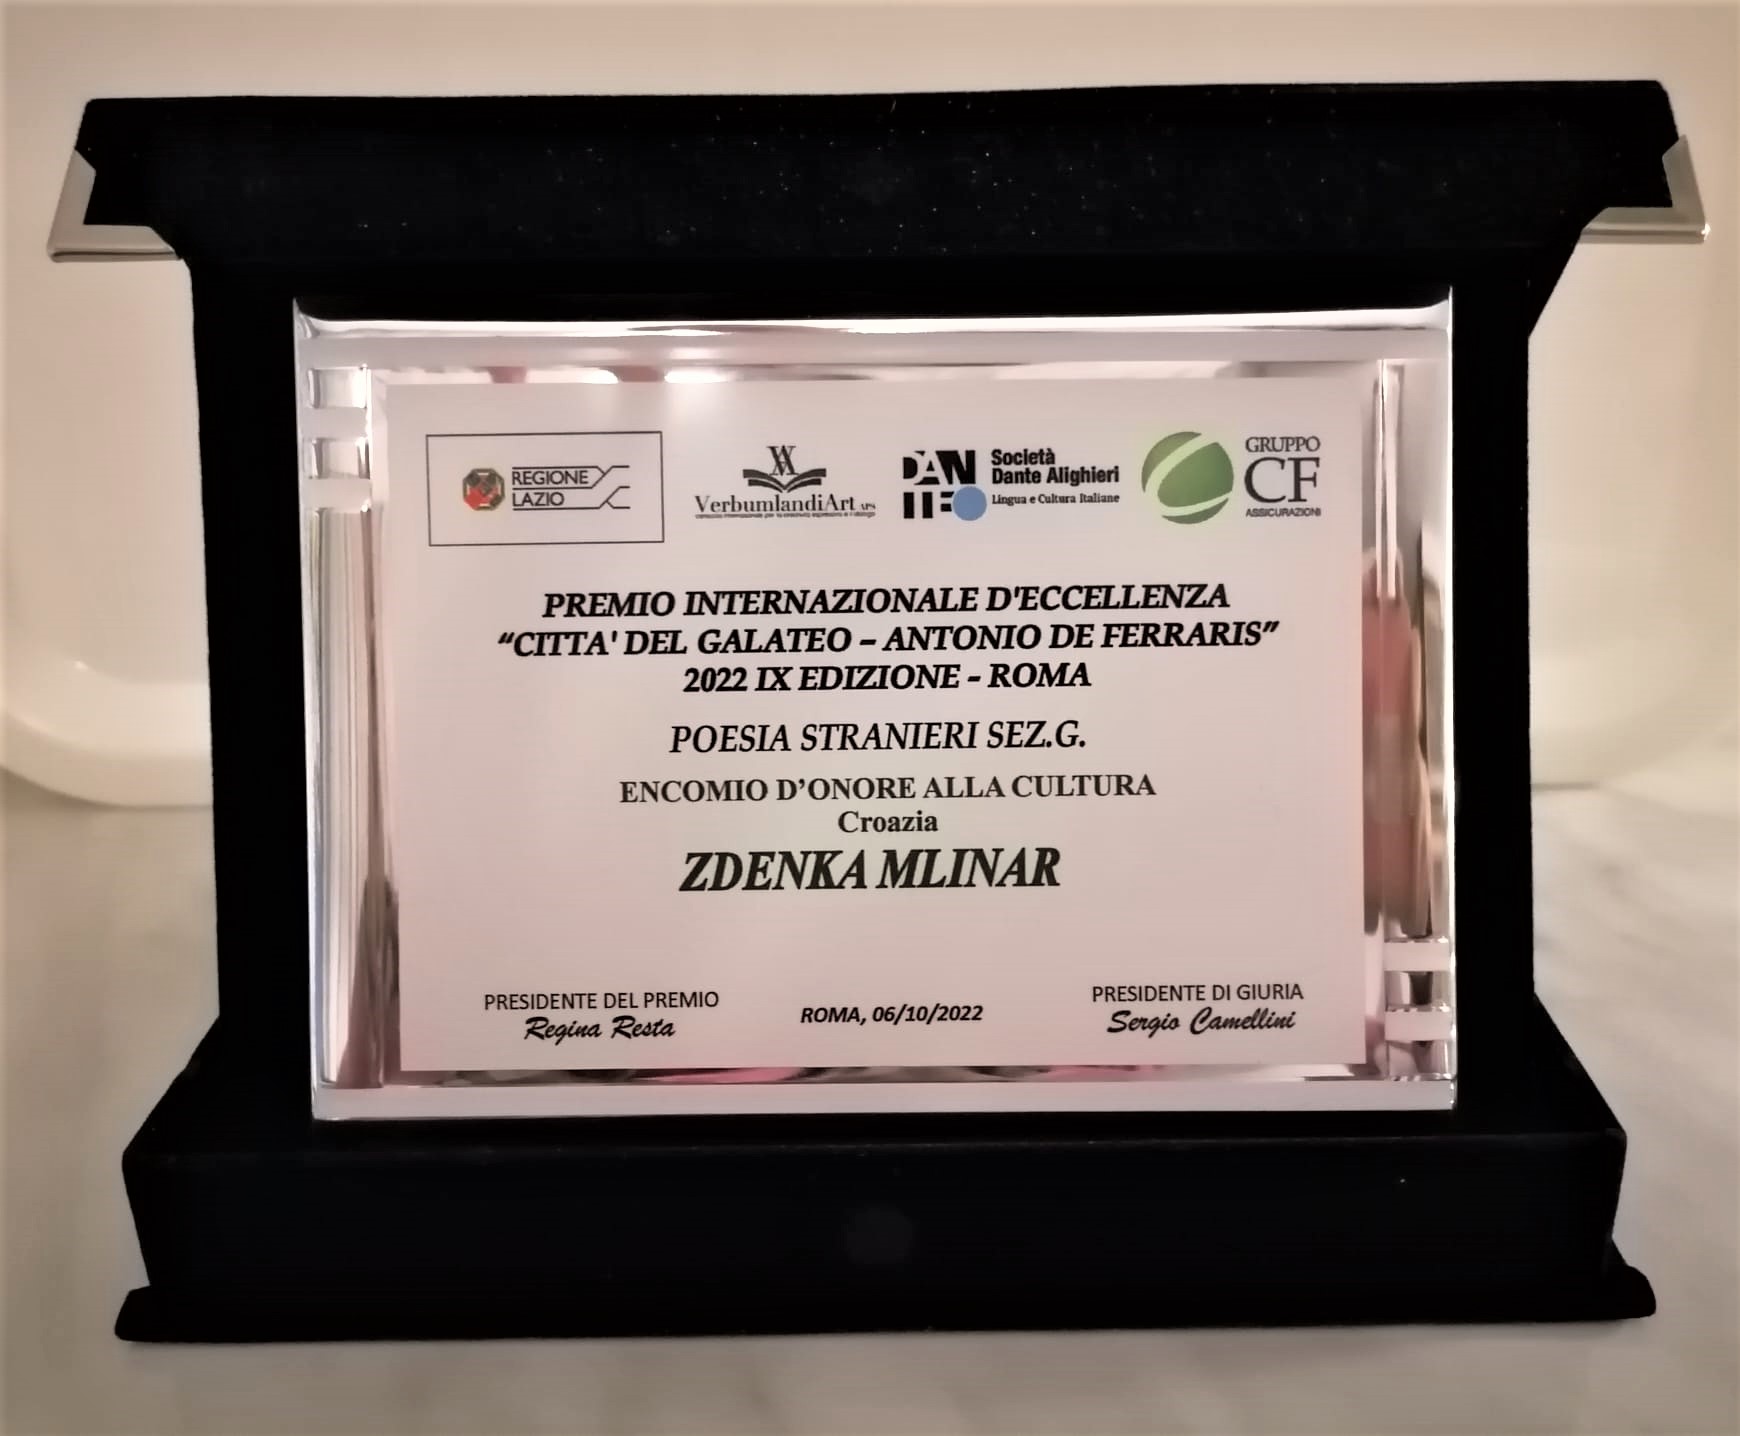 REGIONE
LAZIO
VerbumlandiArt APS
DANTE
Società
Dante Alighieri
Lingua e Cultura Italiane
GRUPPO
CF
ASSICURAZIONI
PREMIO INTERNAZIONALE D'ECCELLENZA
“CITTA' DEL GALATEO – ANTONIO DE FERRARIS”
2022 IX EDIZIONE - ROMA
POESIA STRANIERI SEZ.G.
ENCOMIO D’ONORE ALLA CULTURA
Croazia
ZDENKA MLINAR
PRESIDENTE DEL PREMIO
Regina Resta
ROMA, 06/10/2022
PRESIDENTE DI GIURIA
Sergio Camellini